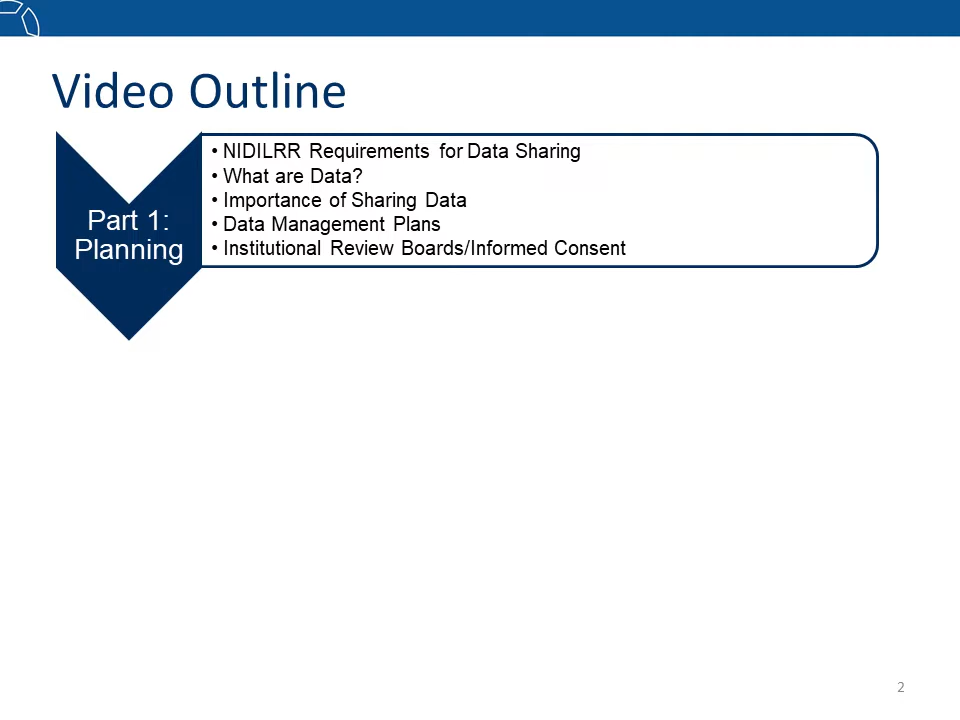 Video Outline
Part 1:
Planning
• NIDILRR Requirements for Data Sharing
• What are Data?
• Importance of Sharing Data
• Data Management Plans
• Institutional Review Boards/Informed Consent
2